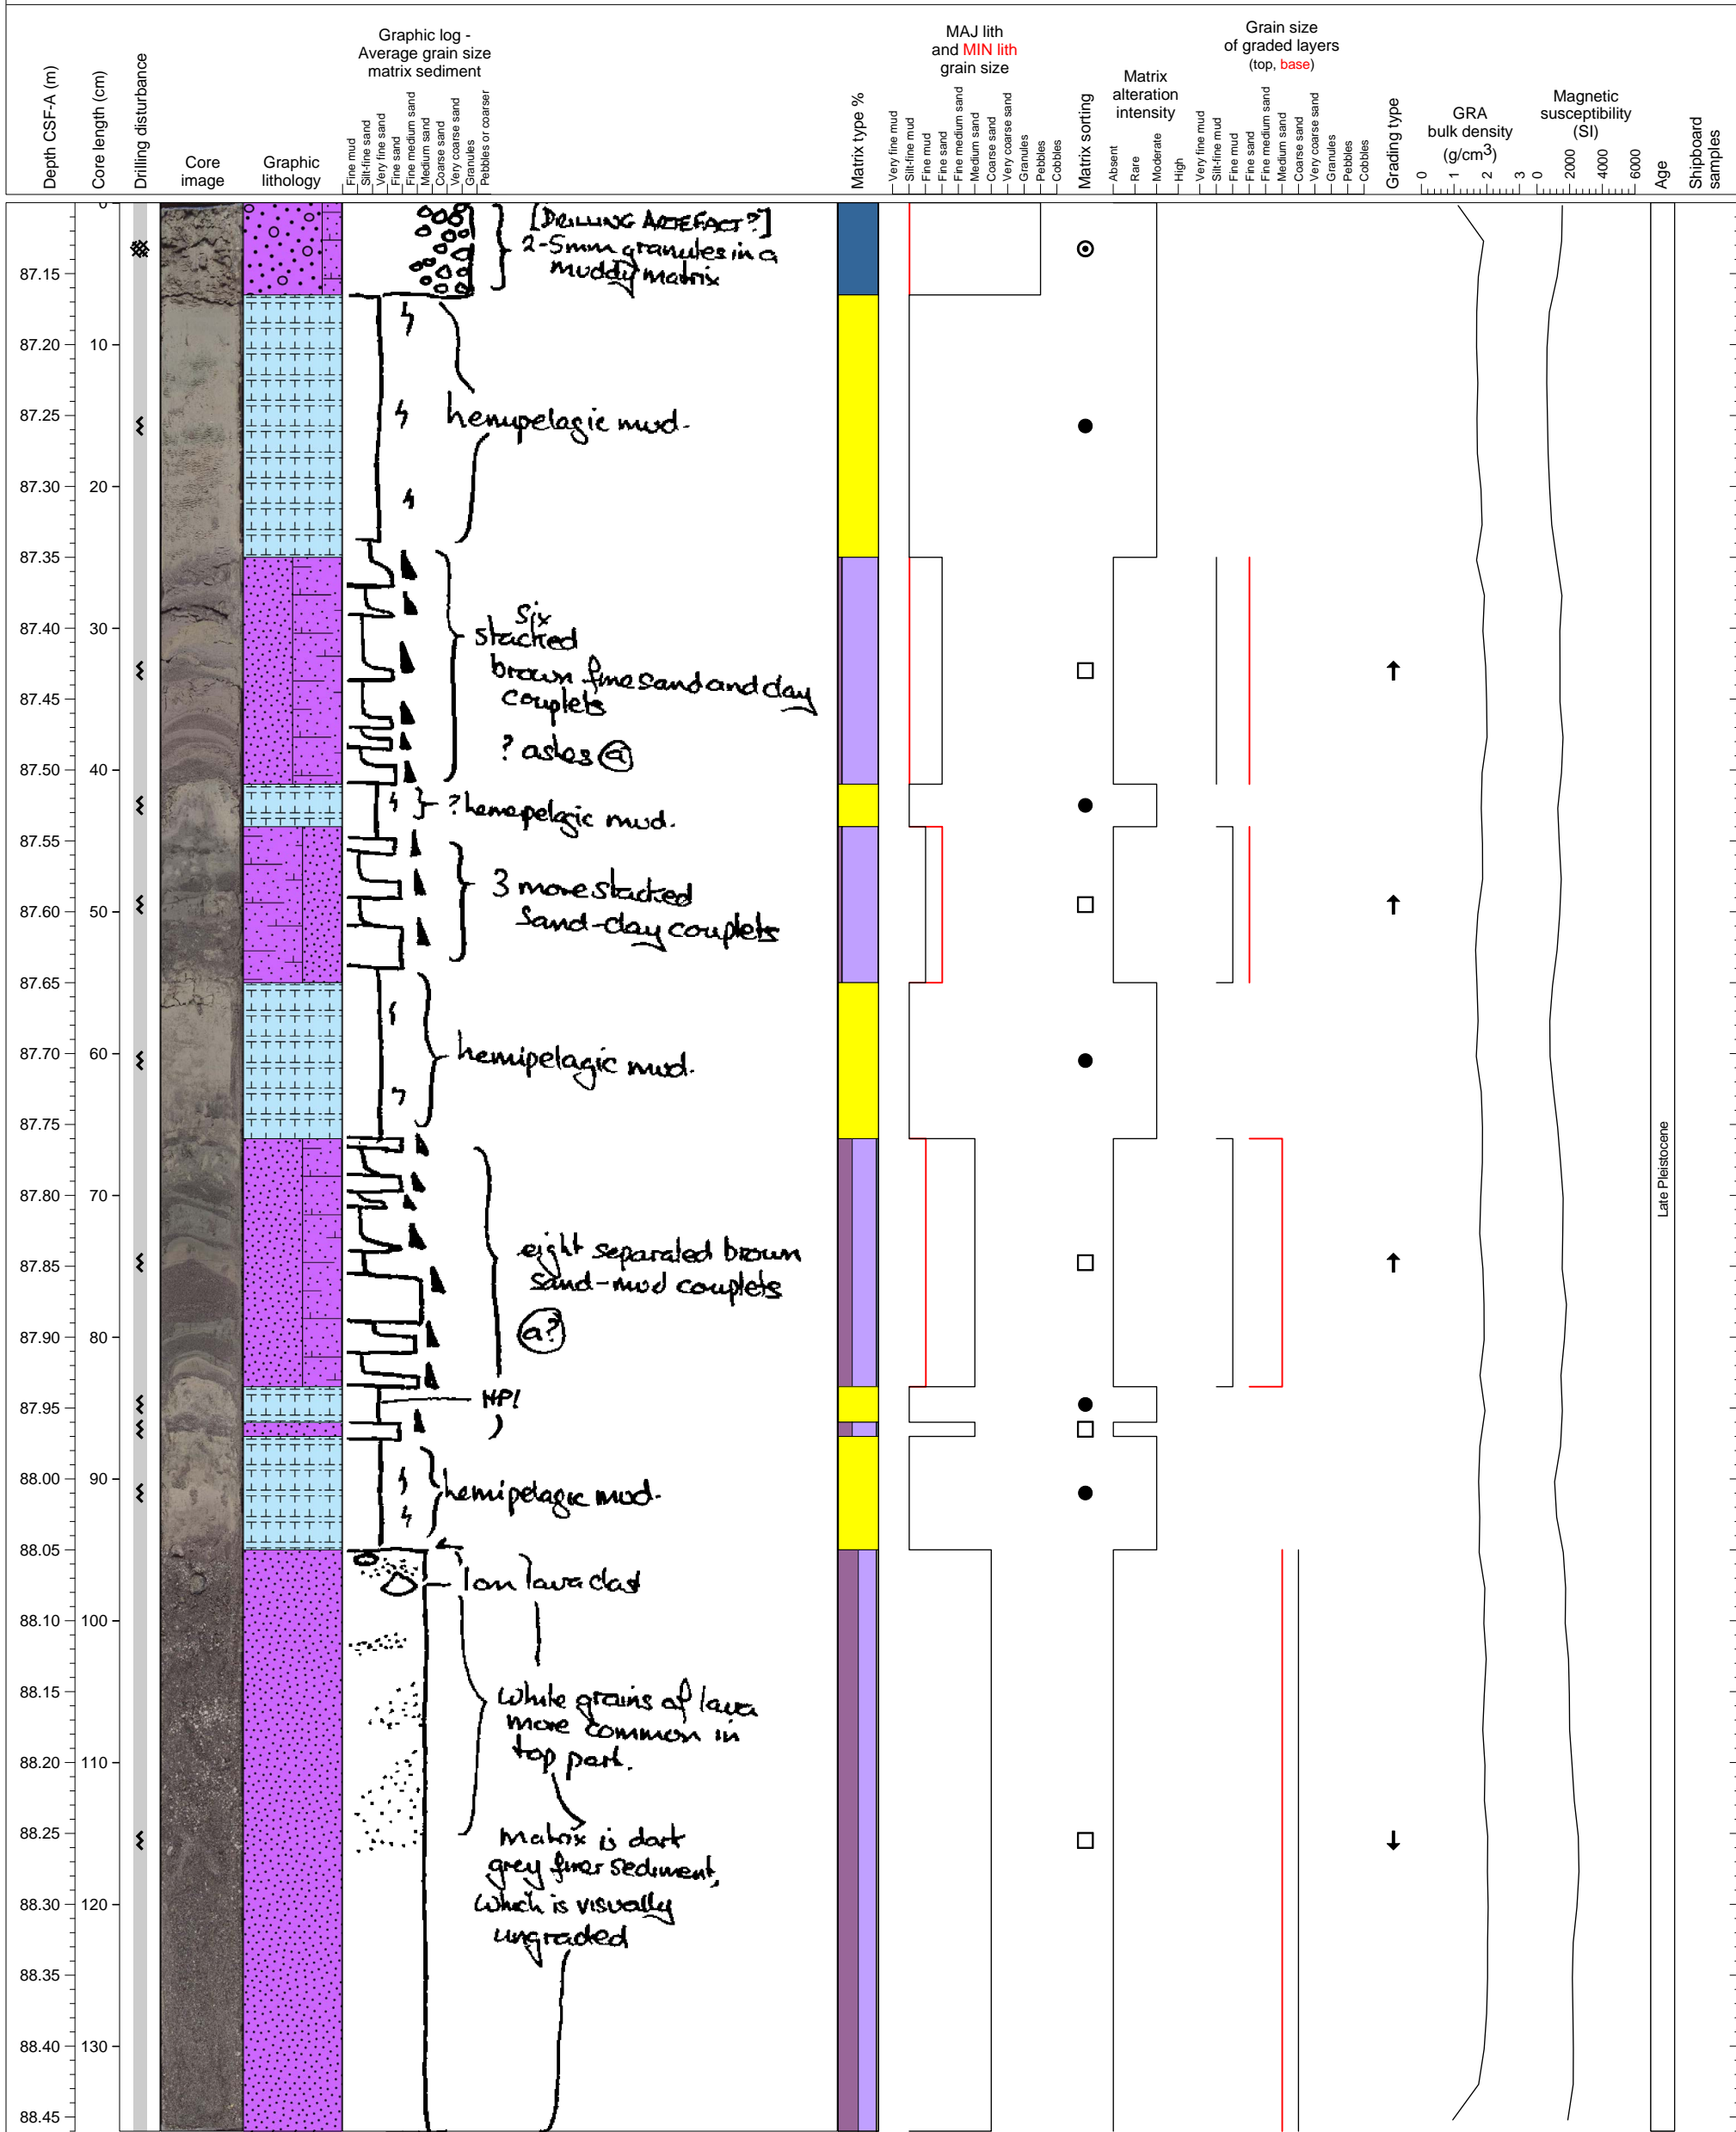 Depth CSF-A (m)
Core length (cm)
Drilling disturbance
Core
image
Graphic
lithology
Graphic log -
Average grain size
matrix sediment
Fine mud
Silt-fine sand
Very fine sand
Fine sand
Fine medium sand
Medium sand
Coarse sand
Very coarse sand
Granules
Pebbles or coarser
Matrix type %
MAJ lith
and MIN lith
grain size
Very fine mud
Silt-fine mud
Fine mud
Fine sand
Fine medium sand
Medium sand
Coarse sand
Very coarse sand
Granules
Pebbles
Cobbles
Matrix sorting
Matrix
alteration
intensity
Absent
Rare
Moderate
High
Grain size
of graded layers
(top, base)
Very fine mud
Silt-fine mud
Fine mud
Fine sand
Fine medium sand
Medium sand
Coarse sand
Very coarse sand
Granules
Pebbles
Cobbles
Grading type
GRA
bulk density
(g/cm3)
0 1 2 3
Magnetic
susceptibility
(SI)
0 2000 4000 6000
Age
Shipboard
samples
0
87.15
87.20 10
87.25
87.30 20
87.35
87.40 30
87.45
87.50 40
87.55
87.60 50
87.65
87.70 60
87.75
87.80 70
87.85
87.90 80
87.95
88.00 90
88.05
88.10 100
88.15
88.20 110
88.25
88.30 120
88.35
88.40 130
88.45
[DRILLING ARTEFACT?]
2-5mm granules in a
muddy matrix
hemipelagic mud.
six
stacked
brown fine sand and clay
couplets
? ashes a
? hemepelgic mud.
3 more stacked
sand-clay couplets
hemipelagic mud.
eight separated brown
sand-mud couplets
a?
HP!
hemipelagic mud.
1cm lava clast
white grains of lava
more common in
top part.
Matrix is dark
grey finer sediment,
which is visually
ungraded
Late Pleistocene